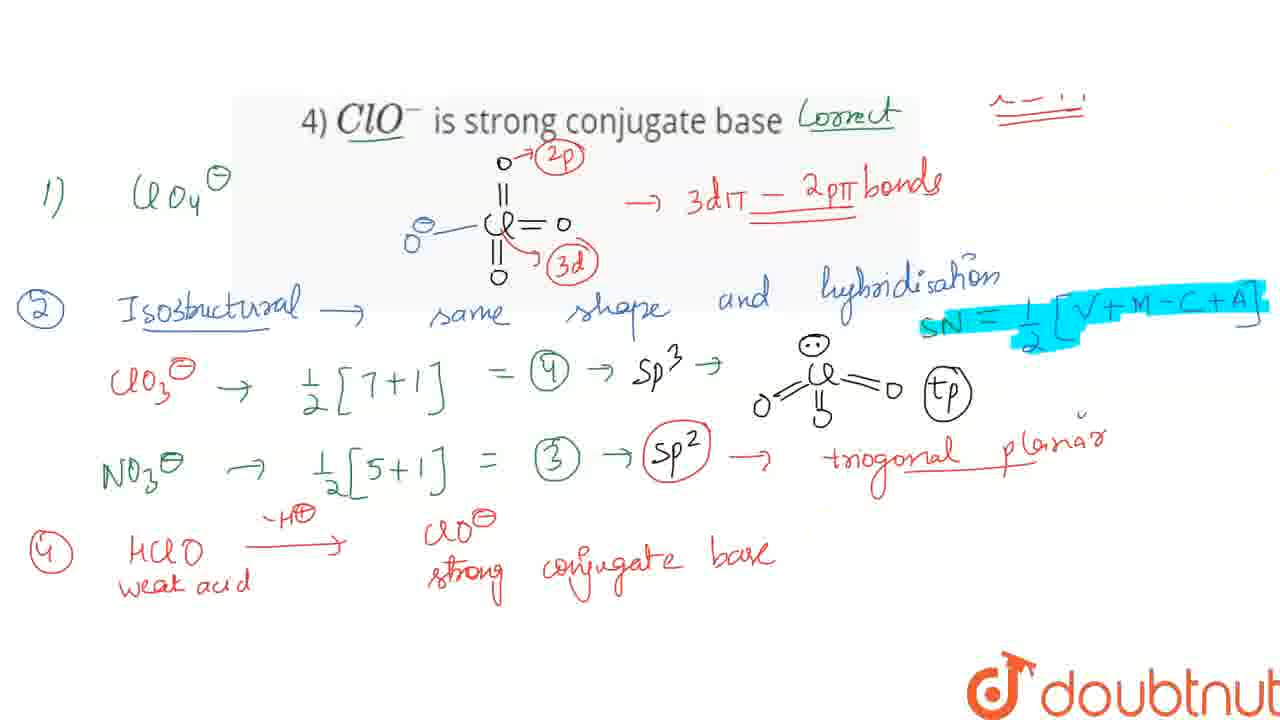 4) ClO⁻ is strong conjugate base Correct
1) ClO4⊖
O → 2p
⊖
O Cl O
3d
O
→ 3dπ – 2pπ bonds
2 Isostuctural → same shape and hybridisation
SN = 1/2 [V + M – C + A]
ClO3⊖ → 1/2 [7+1] = 4 → sp3 →
Cl
O O O
tp
NO3⊖ → 1/2 [5+1] = 3 → sp2 → triogonal planar
4 HClO –H⊕ → ClO⊖
weak acid strong conjugate base
doubtnut